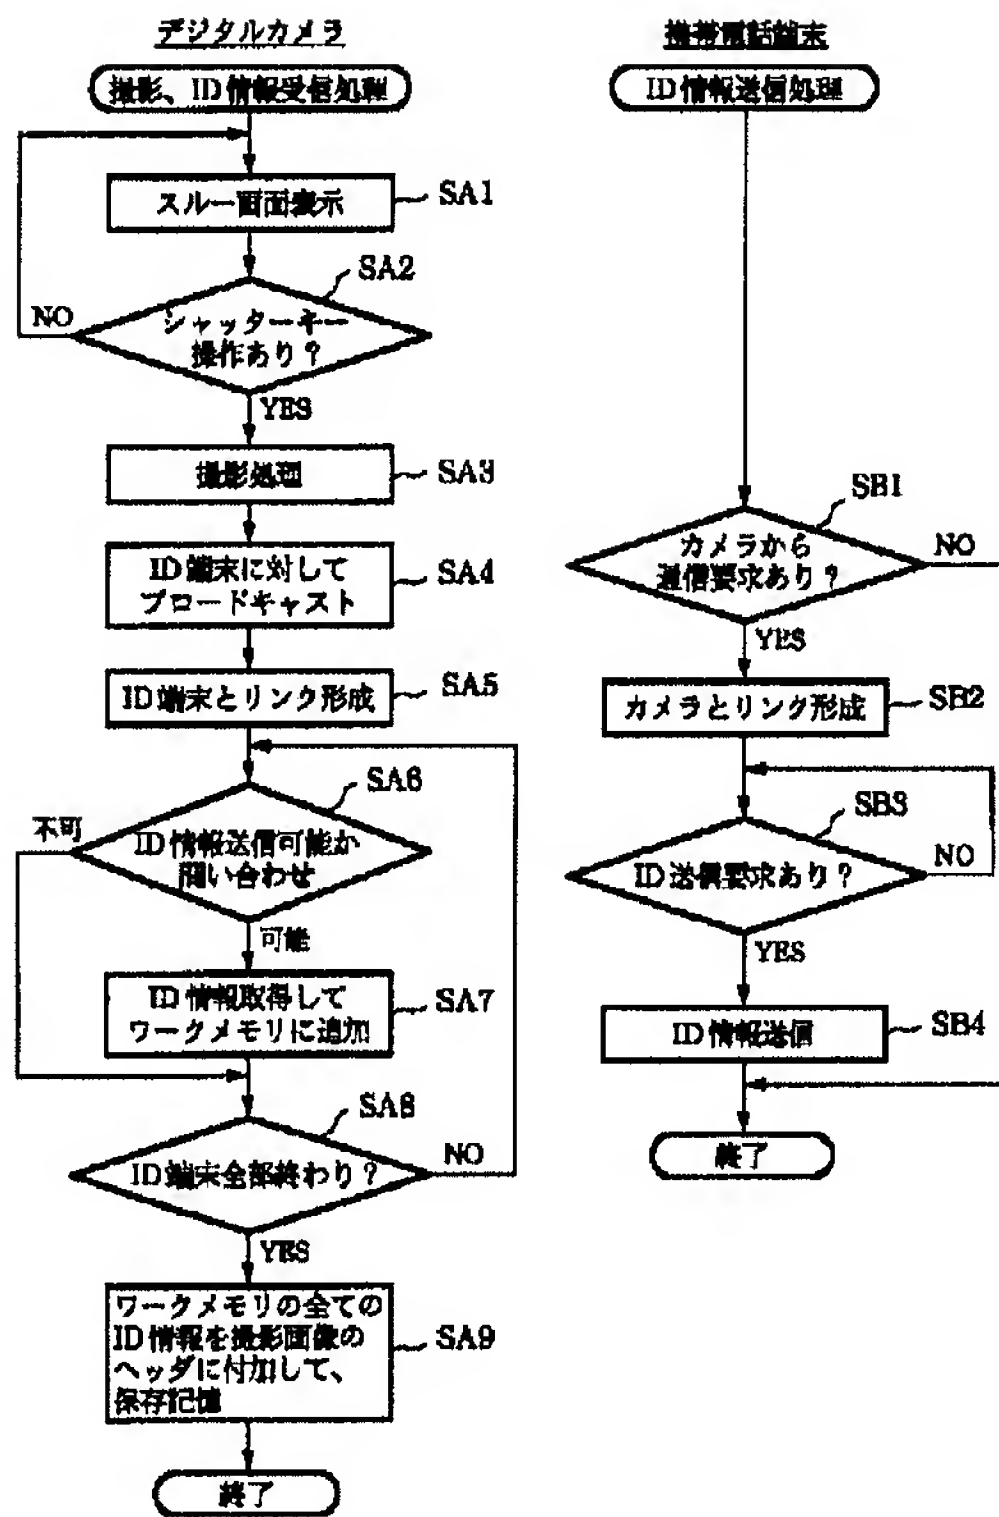 デジタルカメラ
撮影、ID情報受信処理
スルー画面表示
SA1
SA2
シャッターキー
操作あり？
NO
YES
撮影処理
SA3
ID端末に対して
ブロードキャスト
SA4
ID端末とリンク形成
SA5
SA6
ID情報送信可能か
問い合わせ
不可
可能
ID情報取得して
ワークメモリに追加
SA7
SA8
ID端末全部終わり？
NO
YES
ワークメモリの全ての
ID情報を撮影画像の
ヘッダに付加して、
保存記憶
SA9
終了
携帯電話端末
ID情報送信処理
SB1
カメラから
通信要求あり？
NO
YES
カメラとリンク形成
SB2
SB3
ID送信要求あり？
NO
YES
ID情報送信
SB4
終了